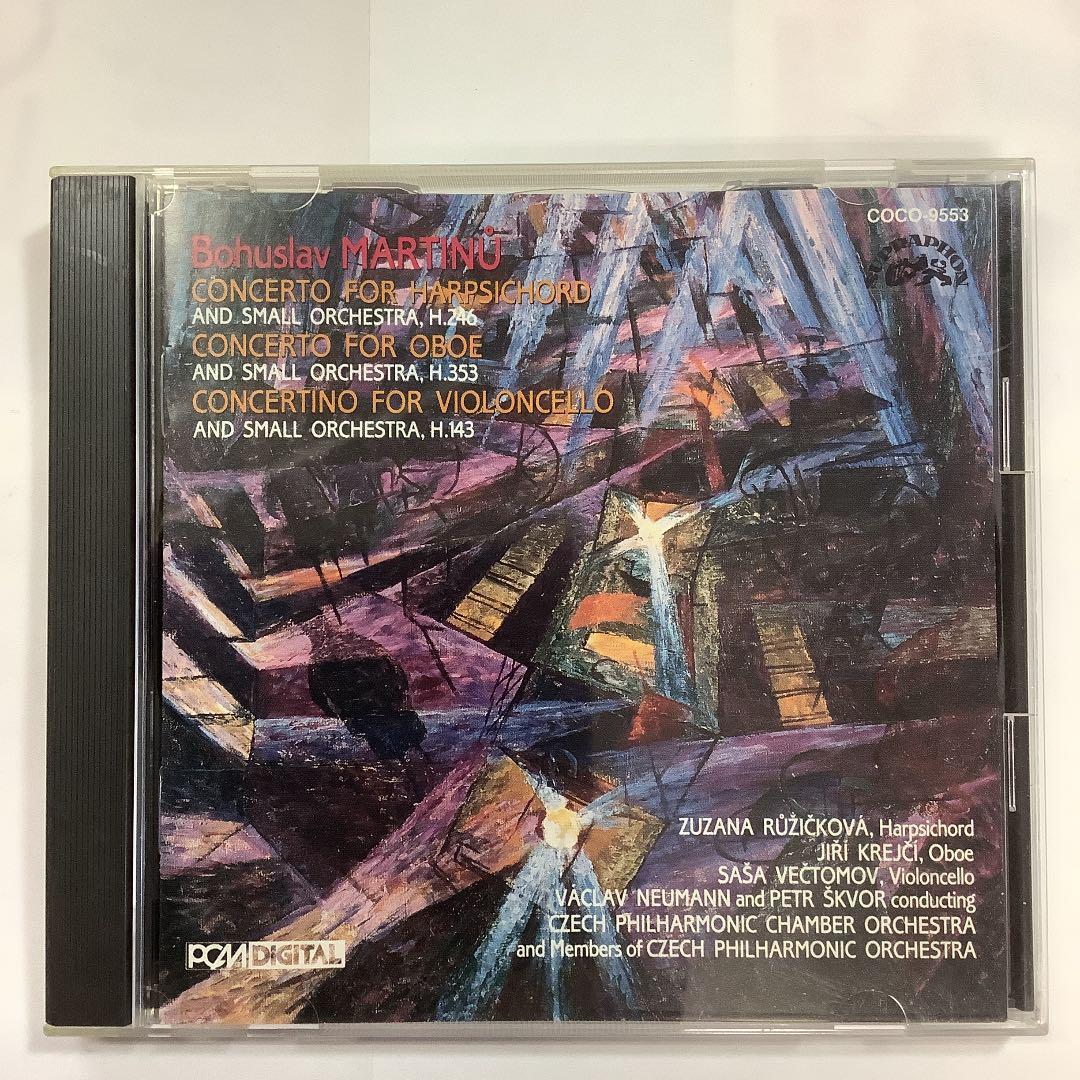 COCO-9553
SUPRAPHON
Bohuslav MARTINŮ
CONCERTO FOR HARPSICHORD
AND SMALL ORCHESTRA, H.246
CONCERTO FOR OBOE
AND SMALL ORCHESTRA, H.353
CONCERTINO FOR VIOLONCELLO
AND SMALL ORCHESTRA, H.143
ZUZANA RŮŽIČKOVÁ, Harpsichord
JIŘÍ KREJČÍ, Oboe
SAŠA VEČTOMOV, Violoncello
VÁCLAV NEUMANN and PETR ŠKVOR conducting
CZECH PHILHARMONIC CHAMBER ORCHESTRA
and Members of CZECH PHILHARMONIC ORCHESTRA
PCM DIGITAL